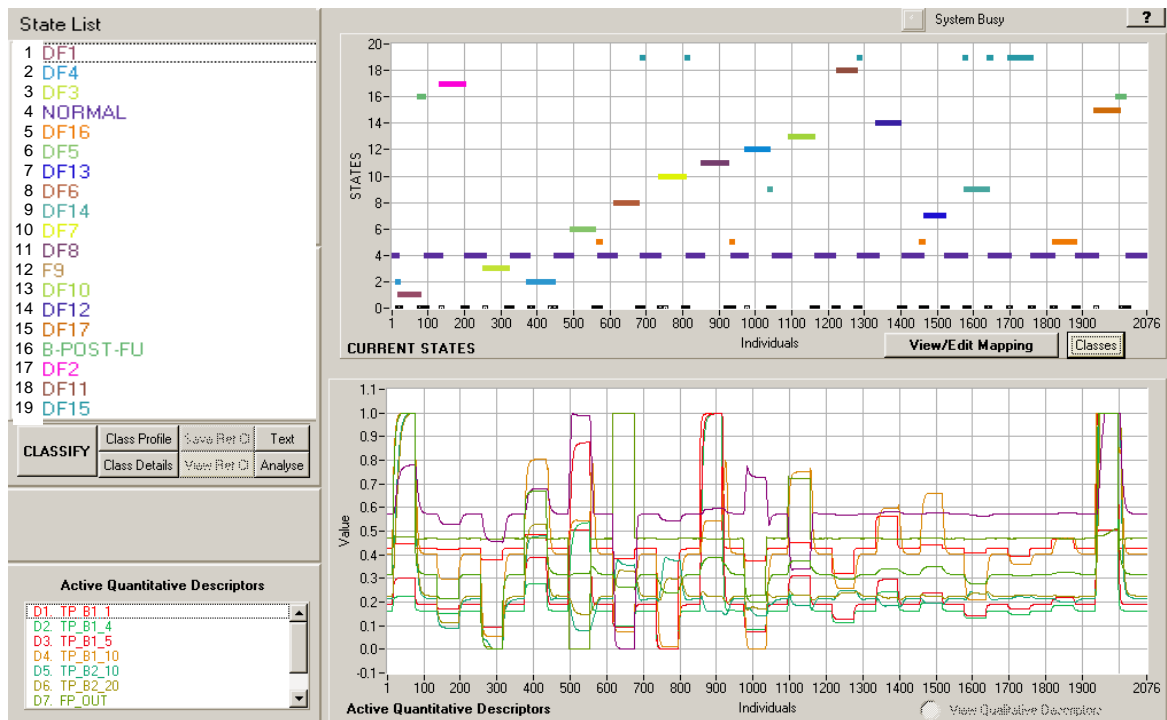 State List
1 DF1
2 DF4
3 DF3
4 NORMAL
5 DF16
6 DF5
7 DF13
8 DF6
9 DF14
10 DF7
11 DF8
12 F9
13 DF10
14 DF12
15 DF17
16 B-POST-FU
17 DF2
18 DF11
19 DF15
CLASSIFY
Class Profile
Save Ref Cl
Text
Class Details
View Ref Cl
Analyse
Active Quantitative Descriptors
D1. TP_B1_1
D2. TP_B1_4
D3. TP_B1_5
D4. TP_B1_10
D5. TP_B2_10
D6. TP_B2_20
D7. FP_OUT
System Busy
?
20
18
16
14
12
10
8
6
4
2
0
STATES
1 100 200 300 400 500 600 700 800 900 1000 1100 1200 1300 1400 1500 1600 1700 1800 1900 2076
CURRENT STATES
Individuals
View/Edit Mapping
Classes
1.1
1.0
0.9
0.8
0.7
0.6
0.5
0.4
0.3
0.2
0.1
0.0
-0.1
Value
1 100 200 300 400 500 600 700 800 900 1000 1100 1200 1300 1400 1500 1600 1700 1800 1900 2076
Active Quantitative Descriptors
Individuals
View Qualitative Descriptors